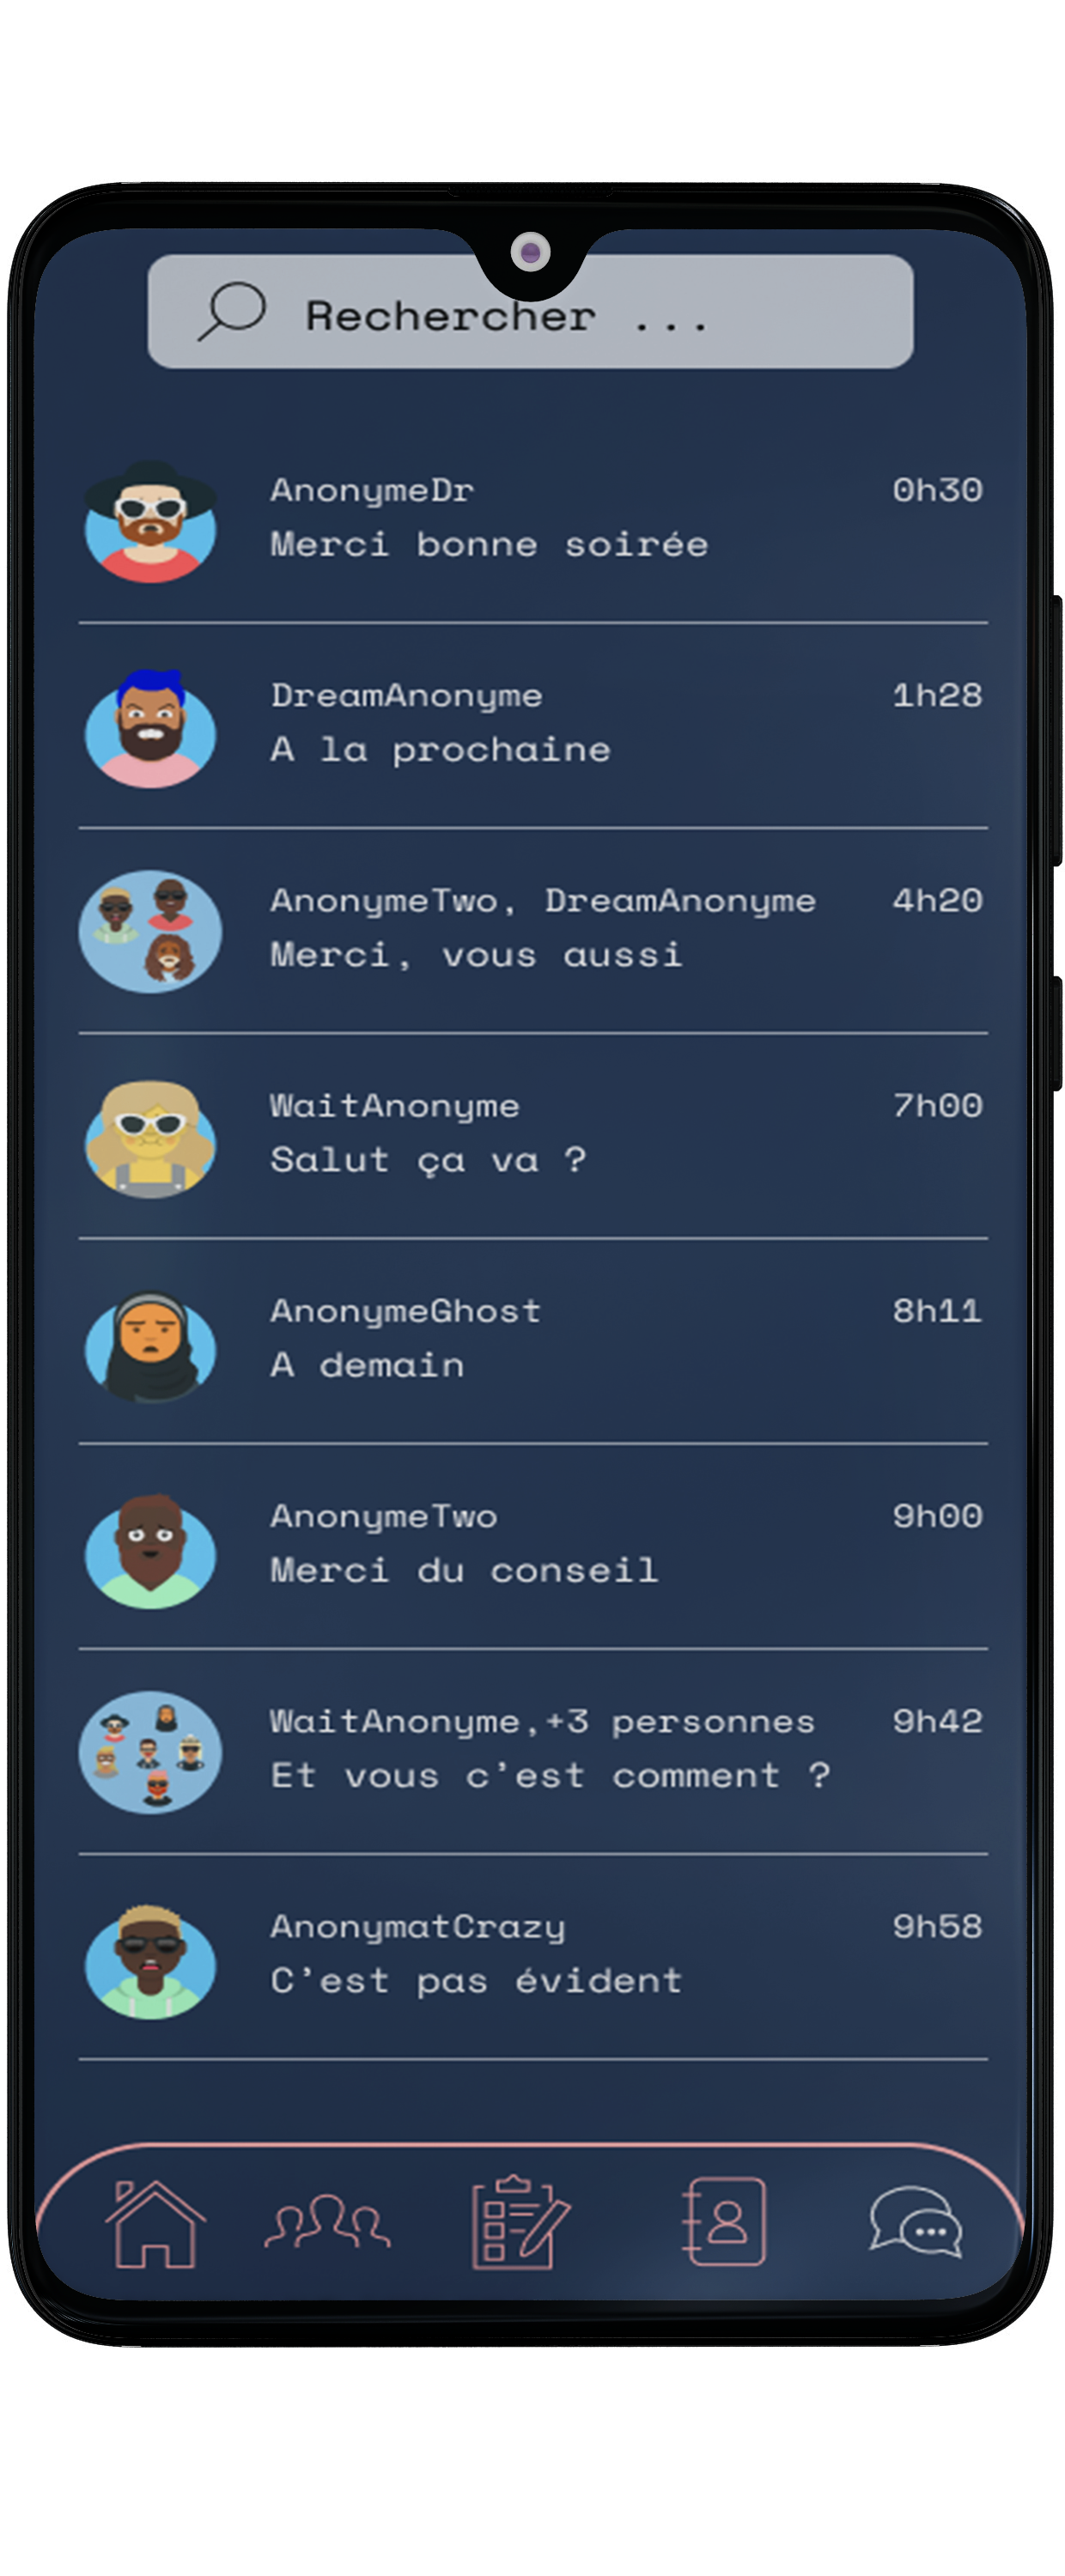 Rechercher ...
AnonymeDr 0h30
Merci bonne soirée
DreamAnonyme 1h28
A la prochaine
AnonymeTwo, DreamAnonyme 4h20
Merci, vous aussi
WaitAnonyme 7h00
Salut ça va ?
AnonymeGhost 8h11
A demain
AnonymeTwo 9h00
Merci du conseil
WaitAnonyme,+3 personnes 9h42
Et vous c’est comment ?
AnonymatCrazy 9h58
C’est pas évident